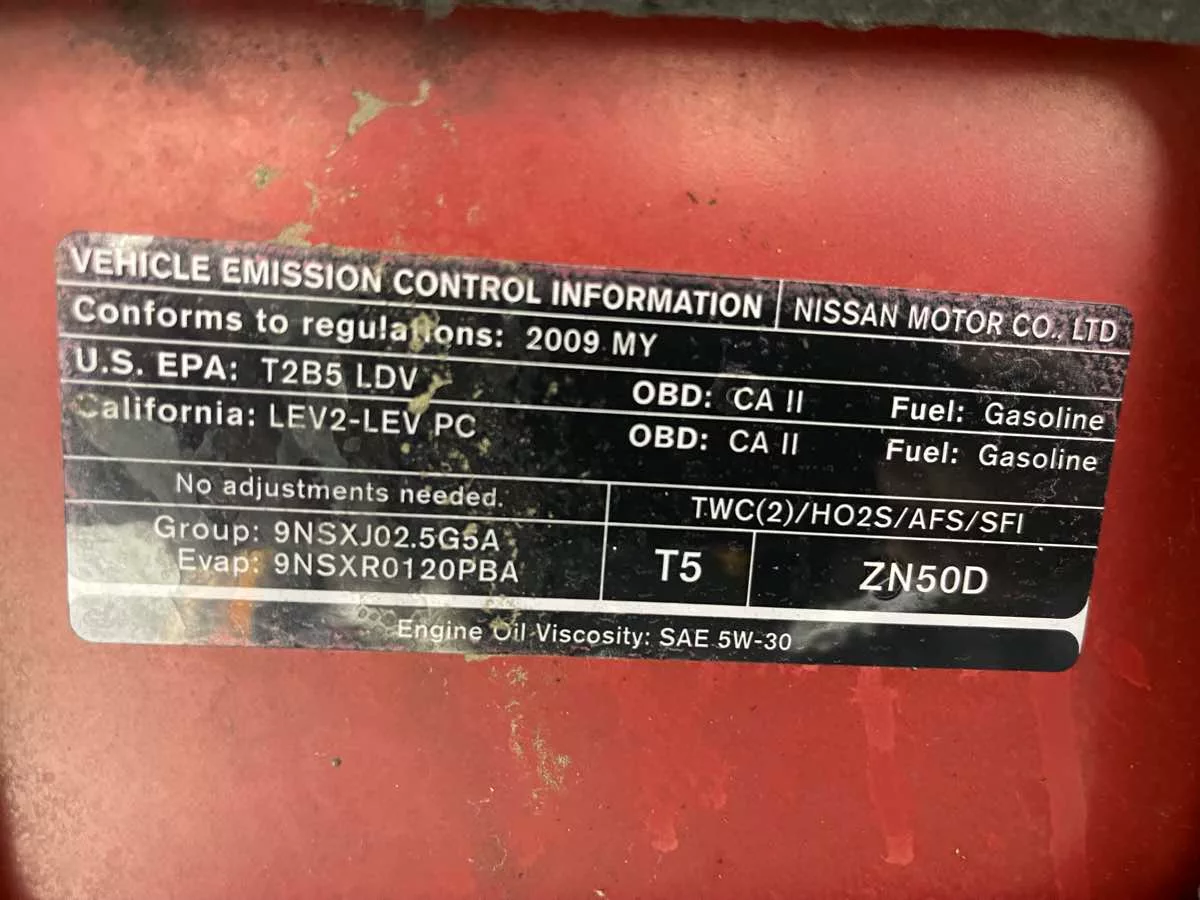 VEHICLE EMISSION CONTROL INFORMATION NISSAN MOTOR CO., LTD
Conforms to regulations: 2009 MY
U.S. EPA: T2B5 LDV OBD: CA II Fuel: Gasoline
California: LEV2-LEV PC OBD: CA II Fuel: Gasoline
No adjustments needed. TWC(2)/HO2S/AFS/SFI
Group: 9NSXJ02.5G5A
Evap: 9NSXR0120PBA T5 ZN50D
Engine Oil Viscosity: SAE 5W-30